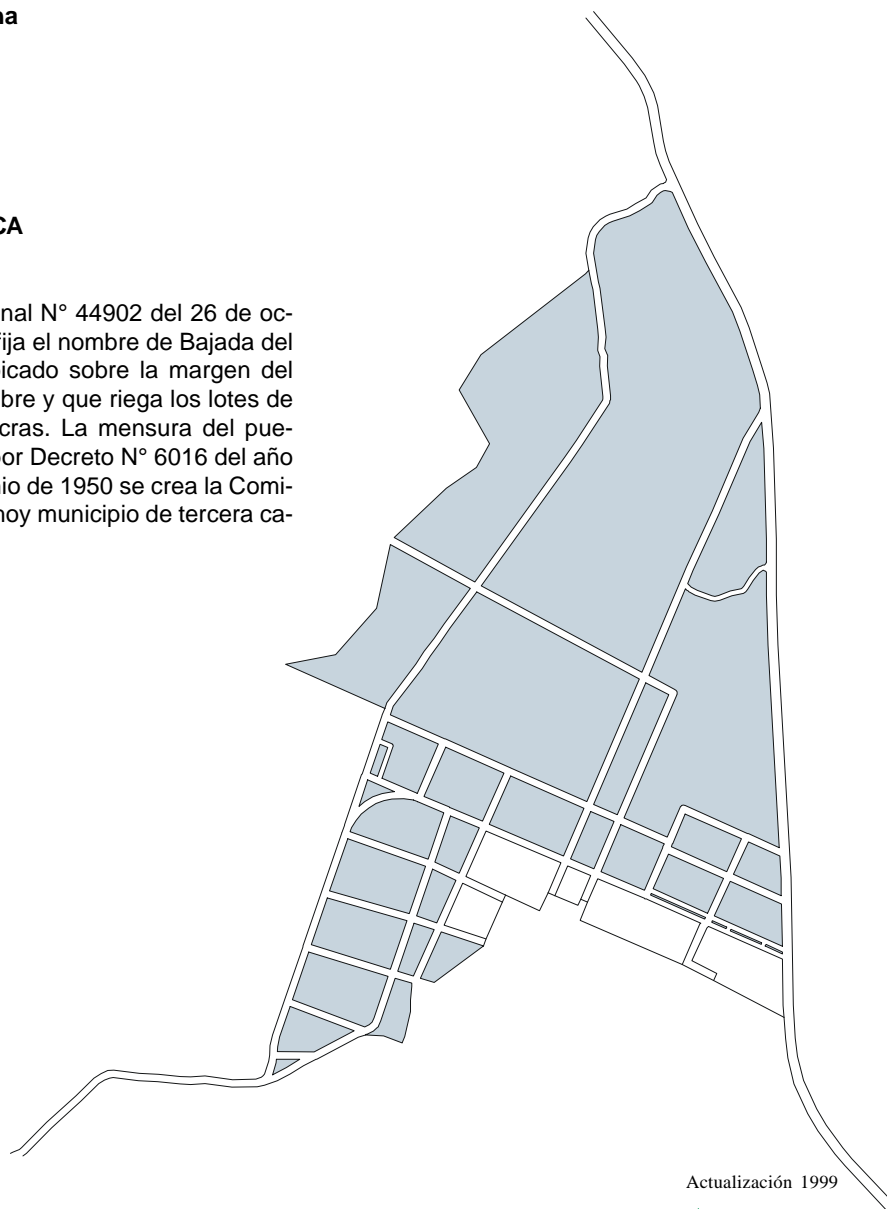 na
CA
nal N° 44902 del 26 de oc-
fija el nombre de Bajada del
icado sobre la margen del
bre y que riega los lotes de
cras. La mensura del pue-
por Decreto N° 6016 del año
nio de 1950 se crea la Comi-
hoy municipio de tercera ca-
Actualización 1999